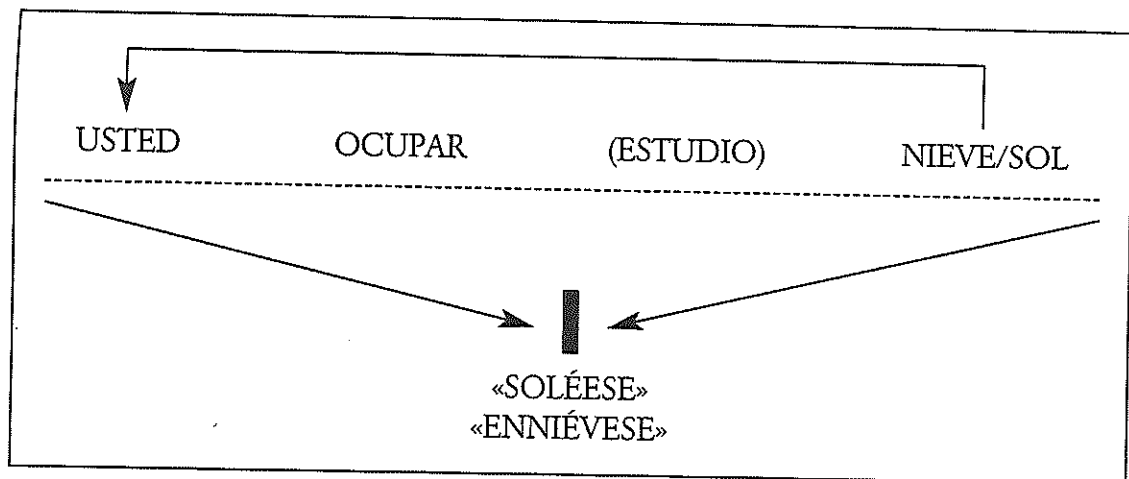 USTED OCUPAR (ESTUDIO) NIEVE/SOL
«SOLÉESE»
«ENNIÉVESE»